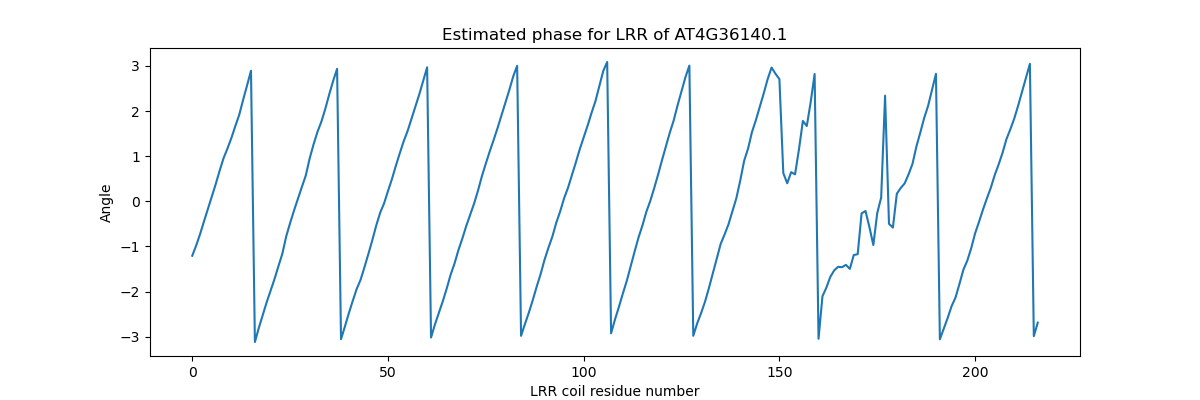 Estimated phase for LRR of AT4G36140.1
3
2
1
0
−1
−2
−3
Angle
0 50 100 150 200
LRR coil residue number